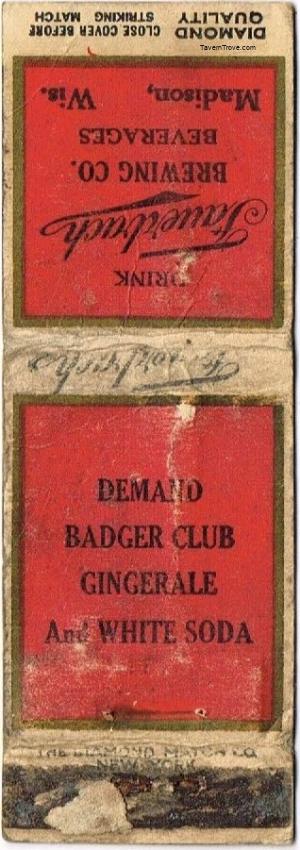 DIAMOND
QUALITY
CLOSE COVER BEFORE
STRIKING MATCH
TavernTrove.com
DRINK
Fauerbach
BREWING CO.
BEVERAGES
Madison, Wis.
Fauerbach's
DEMAND
BADGER CLUB
GINGERALE
And WHITE SODA
THE DIAMOND MATCH CO.
NEW YORK